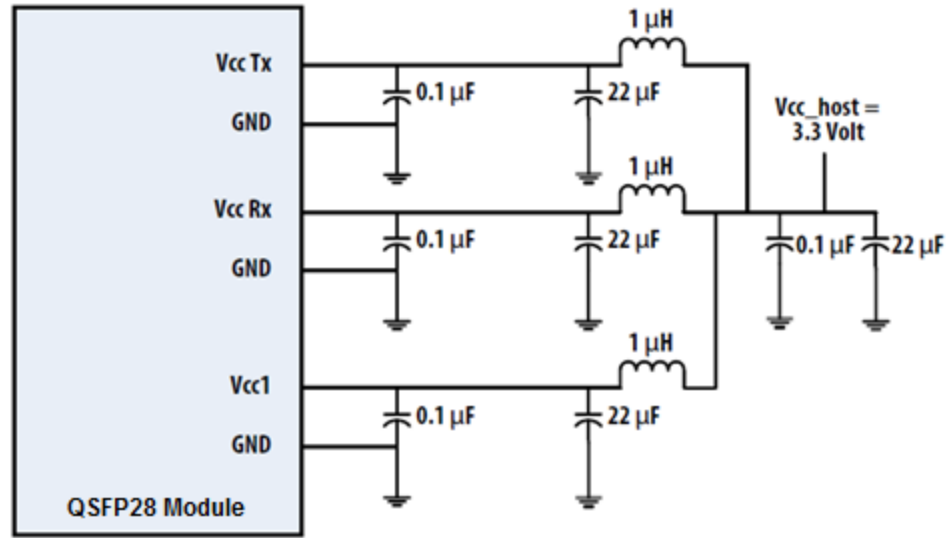 1 μH
Vcc Tx
0.1 μF
22 μF
GND
Vcc_host =
3.3 Volt
1 μH
Vcc Rx
0.1 μF
22 μF
0.1 μF
22 μF
GND
1 μH
Vcc1
0.1 μF
22 μF
GND
QSFP28 Module